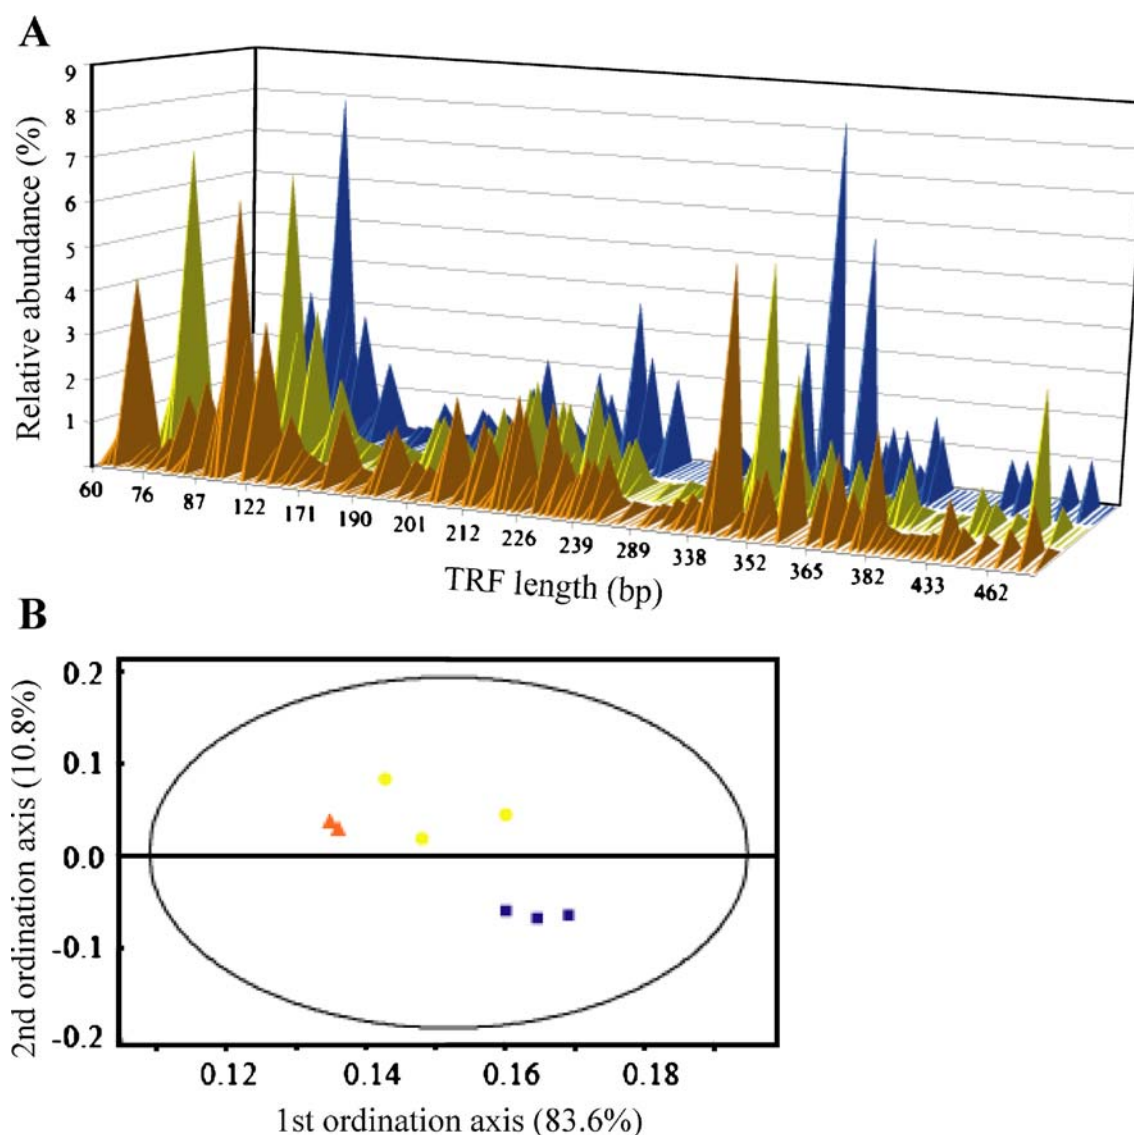 A
Relative abundance (%)
9
8
7
6
5
4
3
2
1
60 76 87 122 171 190 201 212 226 239 289 338 352 365 382 433 462
TRF length (bp)
B
2nd ordination axis (10.8%)
0.2
0.1
0.0
-0.1
-0.2
0.12 0.14 0.16 0.18
1st ordination axis (83.6%)